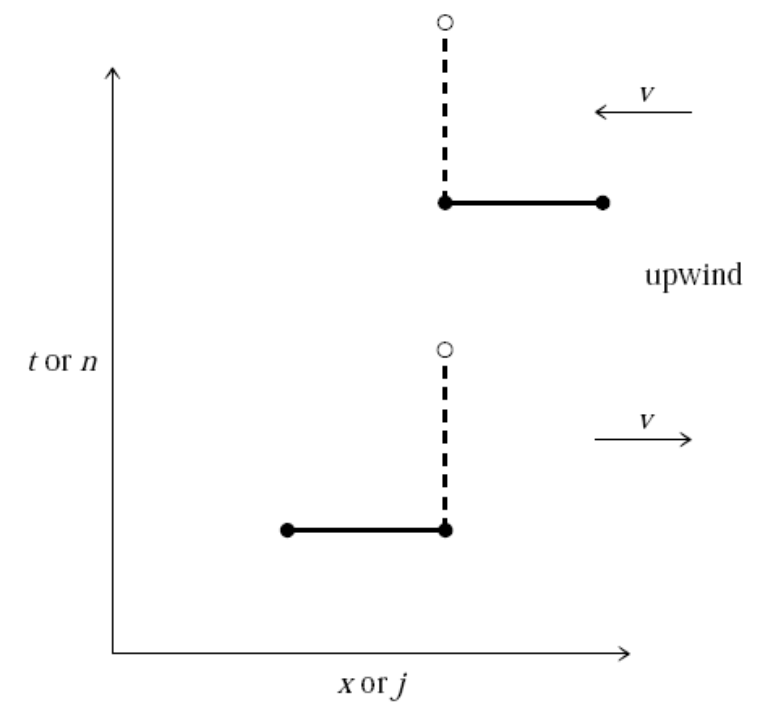 v
upwind
t or n
v
x or j